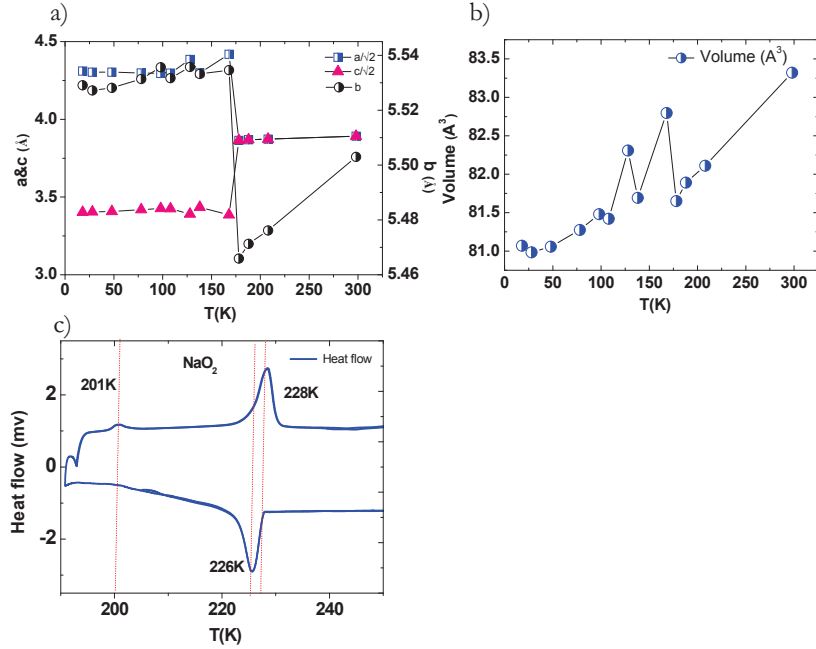 a)
4.5
4.0
3.5
3.0
a&c (Å)
5.54
5.52
5.50
5.48
5.46
b (Å)
a/√2
c/√2
b
0 50 100 150 200 250 300
T(K)
b)
83.5
83.0
82.5
82.0
81.5
81.0
Volume (A³)
Volume (A³)
0 50 100 150 200 250 300
T(K)
c)
NaO₂
Heat flow
201K
228K
226K
2
0
-2
Heat flow (mv)
200 220 240
T(K)